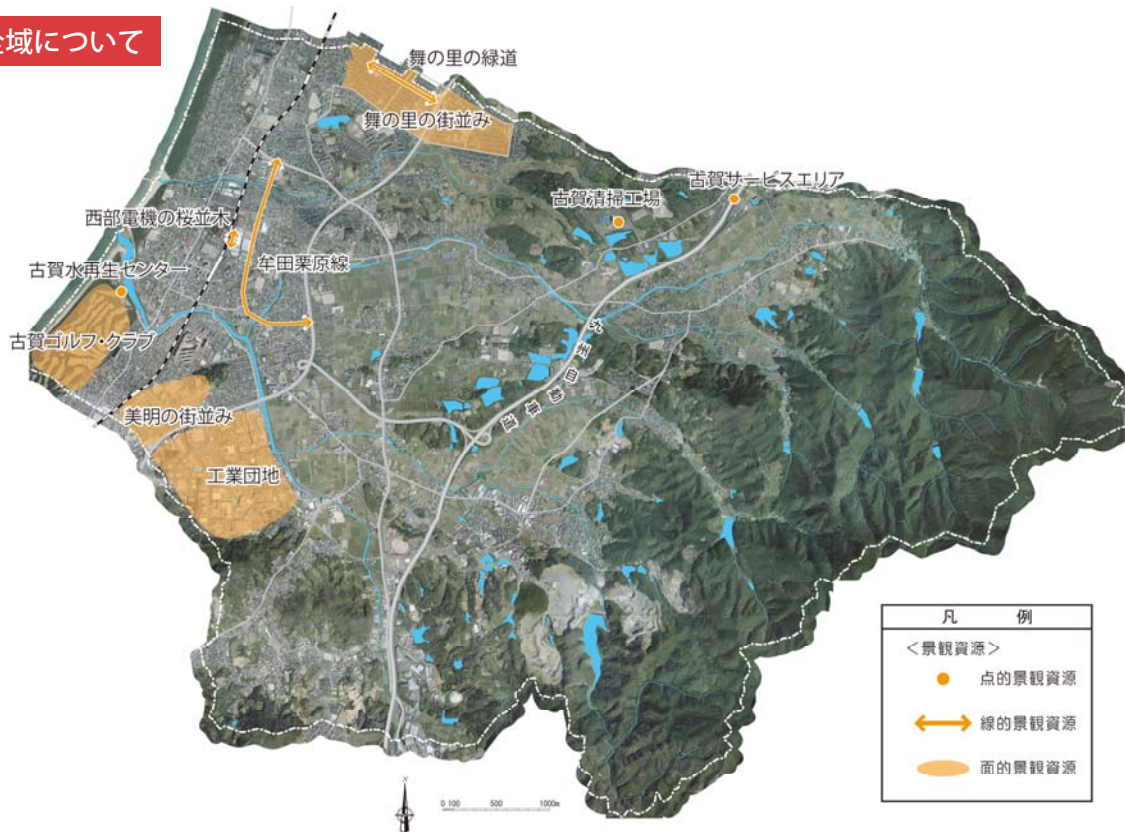 全域について
舞の里の緑道
舞の里の街並み
古賀サービスエリア
古賀清掃工場
西部電機の桜並木
牟田栗原線
古賀水再生センター
古賀ゴルフ・クラブ
九州自動車道
美明の街並み
工業団地
凡 例
＜景観資源＞
点的景観資源
線的景観資源
面的景観資源
N
0 100 500 1000m